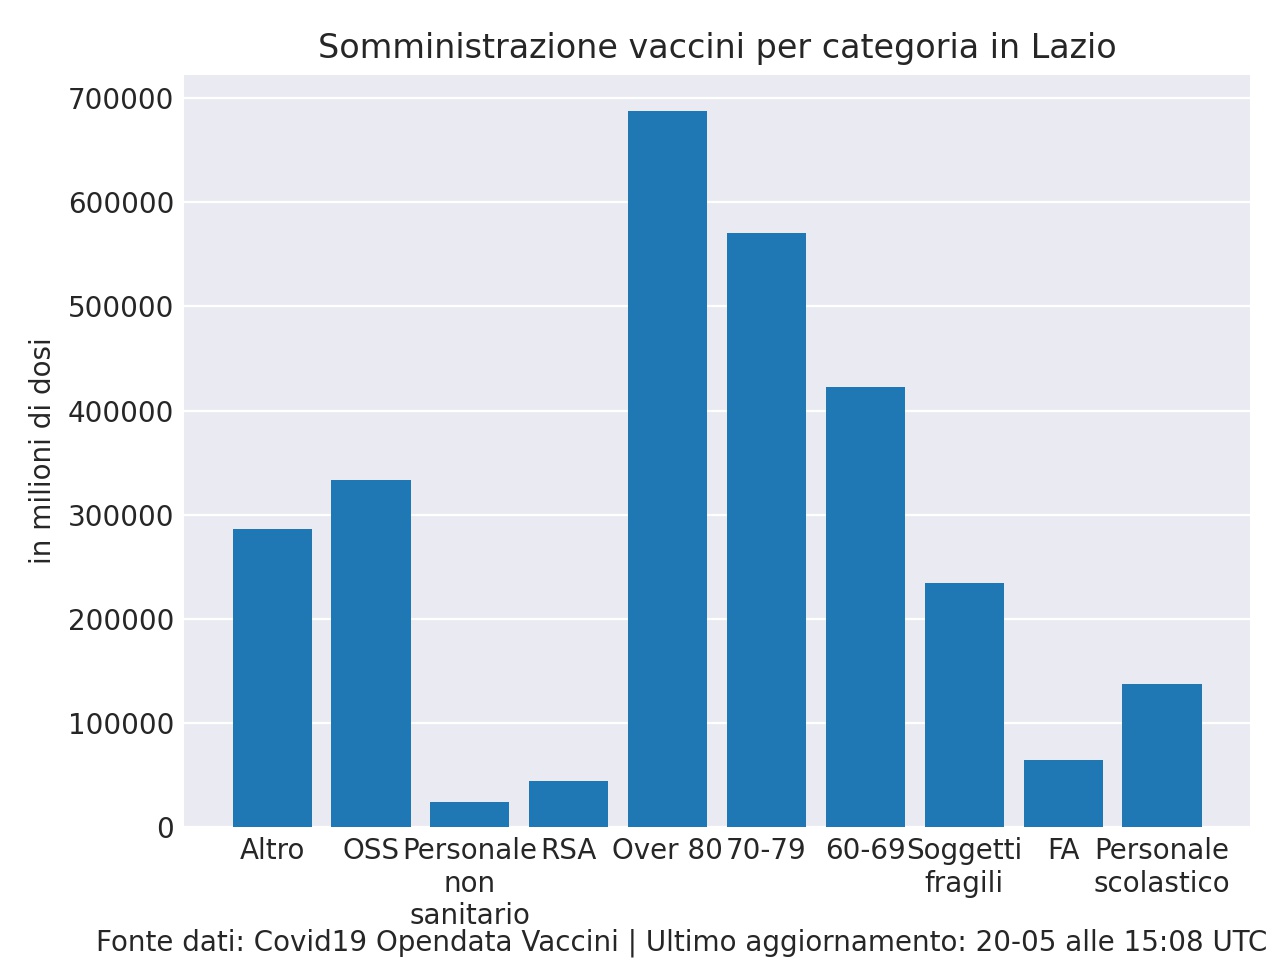 Somministrazione vaccini per categoria in Lazio
in milioni di dosi
700000
600000
500000
400000
300000
200000
100000
0
Altro
OSS
Personale
non
sanitario
RSA
Over 80
70-79
60-69
Soggetti
fragili
FA
Personale
scolastico
Fonte dati: Covid19 Opendata Vaccini | Ultimo aggiornamento: 20-05 alle 15:08 UTC